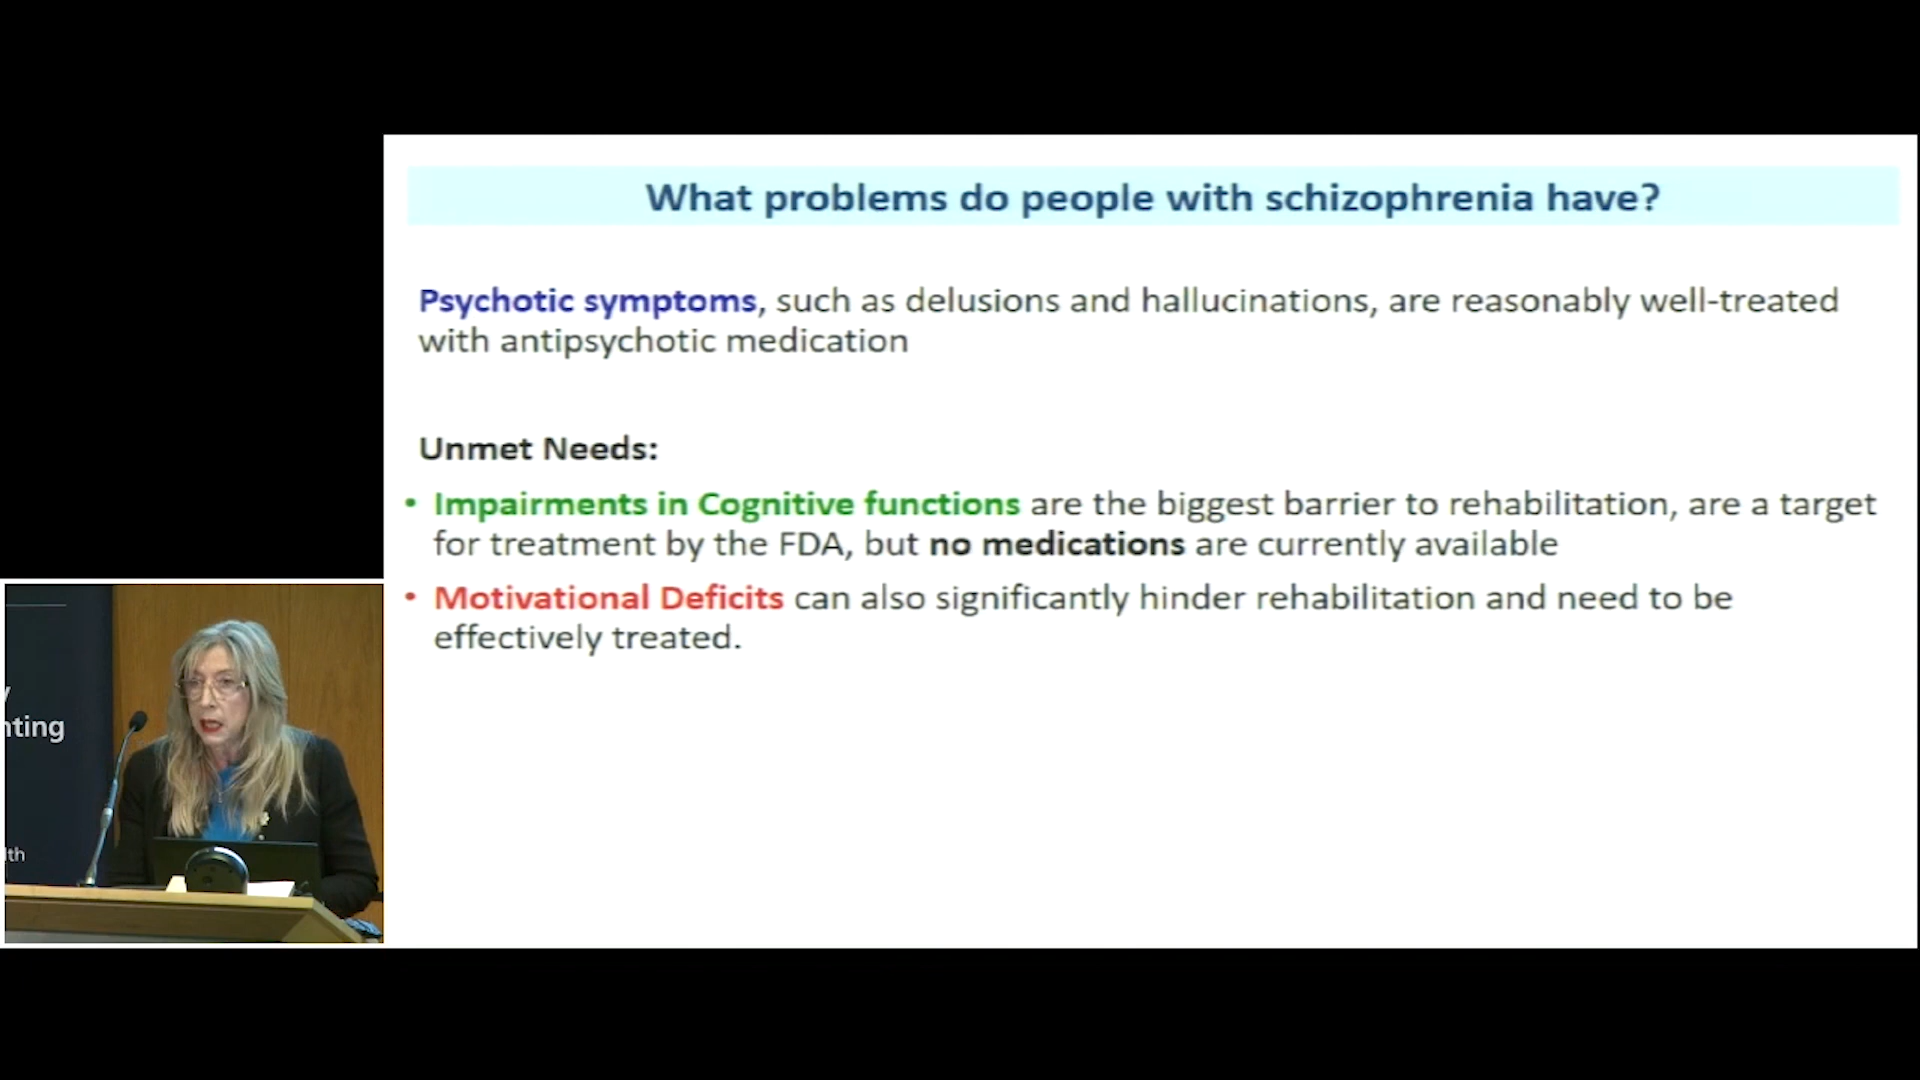 What problems do people with schizophrenia have?
Psychotic symptoms, such as delusions and hallucinations, are reasonably well-treated
with antipsychotic medication
Unmet Needs:
• Impairments in Cognitive functions are the biggest barrier to rehabilitation, are a target
for treatment by the FDA, but no medications are currently available
• Motivational Deficits can also significantly hinder rehabilitation and need to be
effectively treated.
nting
lth